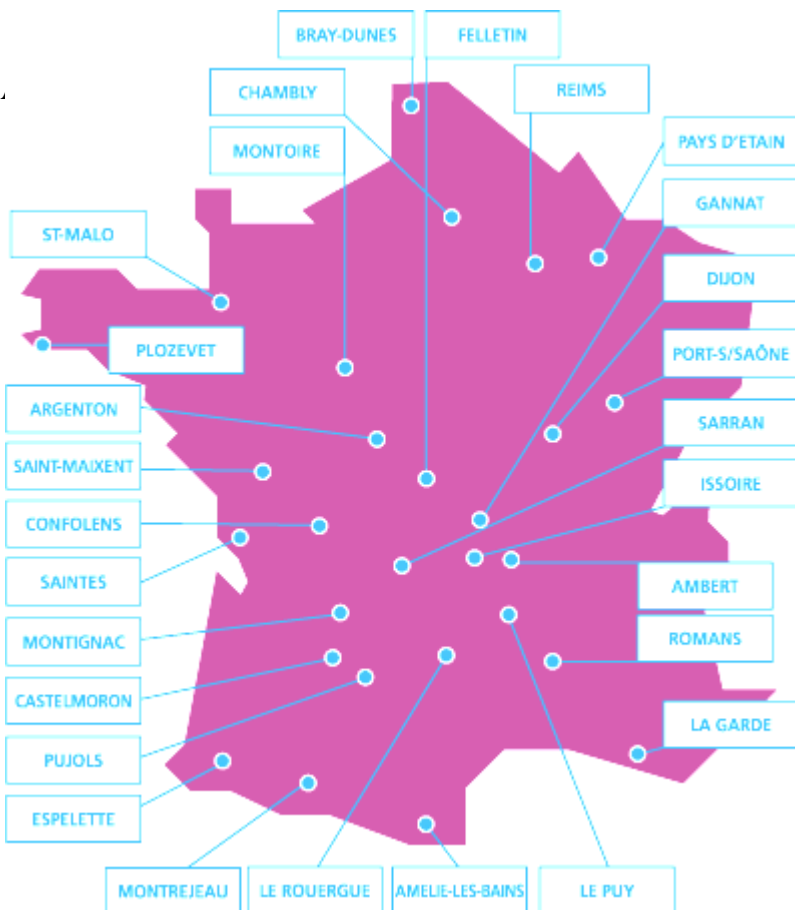 BRAY-DUNES
FELLETIN
CHAMBLY
REIMS
MONTOIRE
PAYS D'ETAIN
GANNAT
ST-MALO
DIJON
PLOZEVET
PORT-S/SAÔNE
ARGENTON
SARRAN
SAINT-MAIXENT
ISSOIRE
CONFOLENS
SAINTES
AMBERT
MONTIGNAC
ROMANS
CASTELMORON
LA GARDE
PUJOLS
ESPELETTE
MONTREJEAU
LE ROUERGUE
AMELIE-LES-BAINS
LE PUY